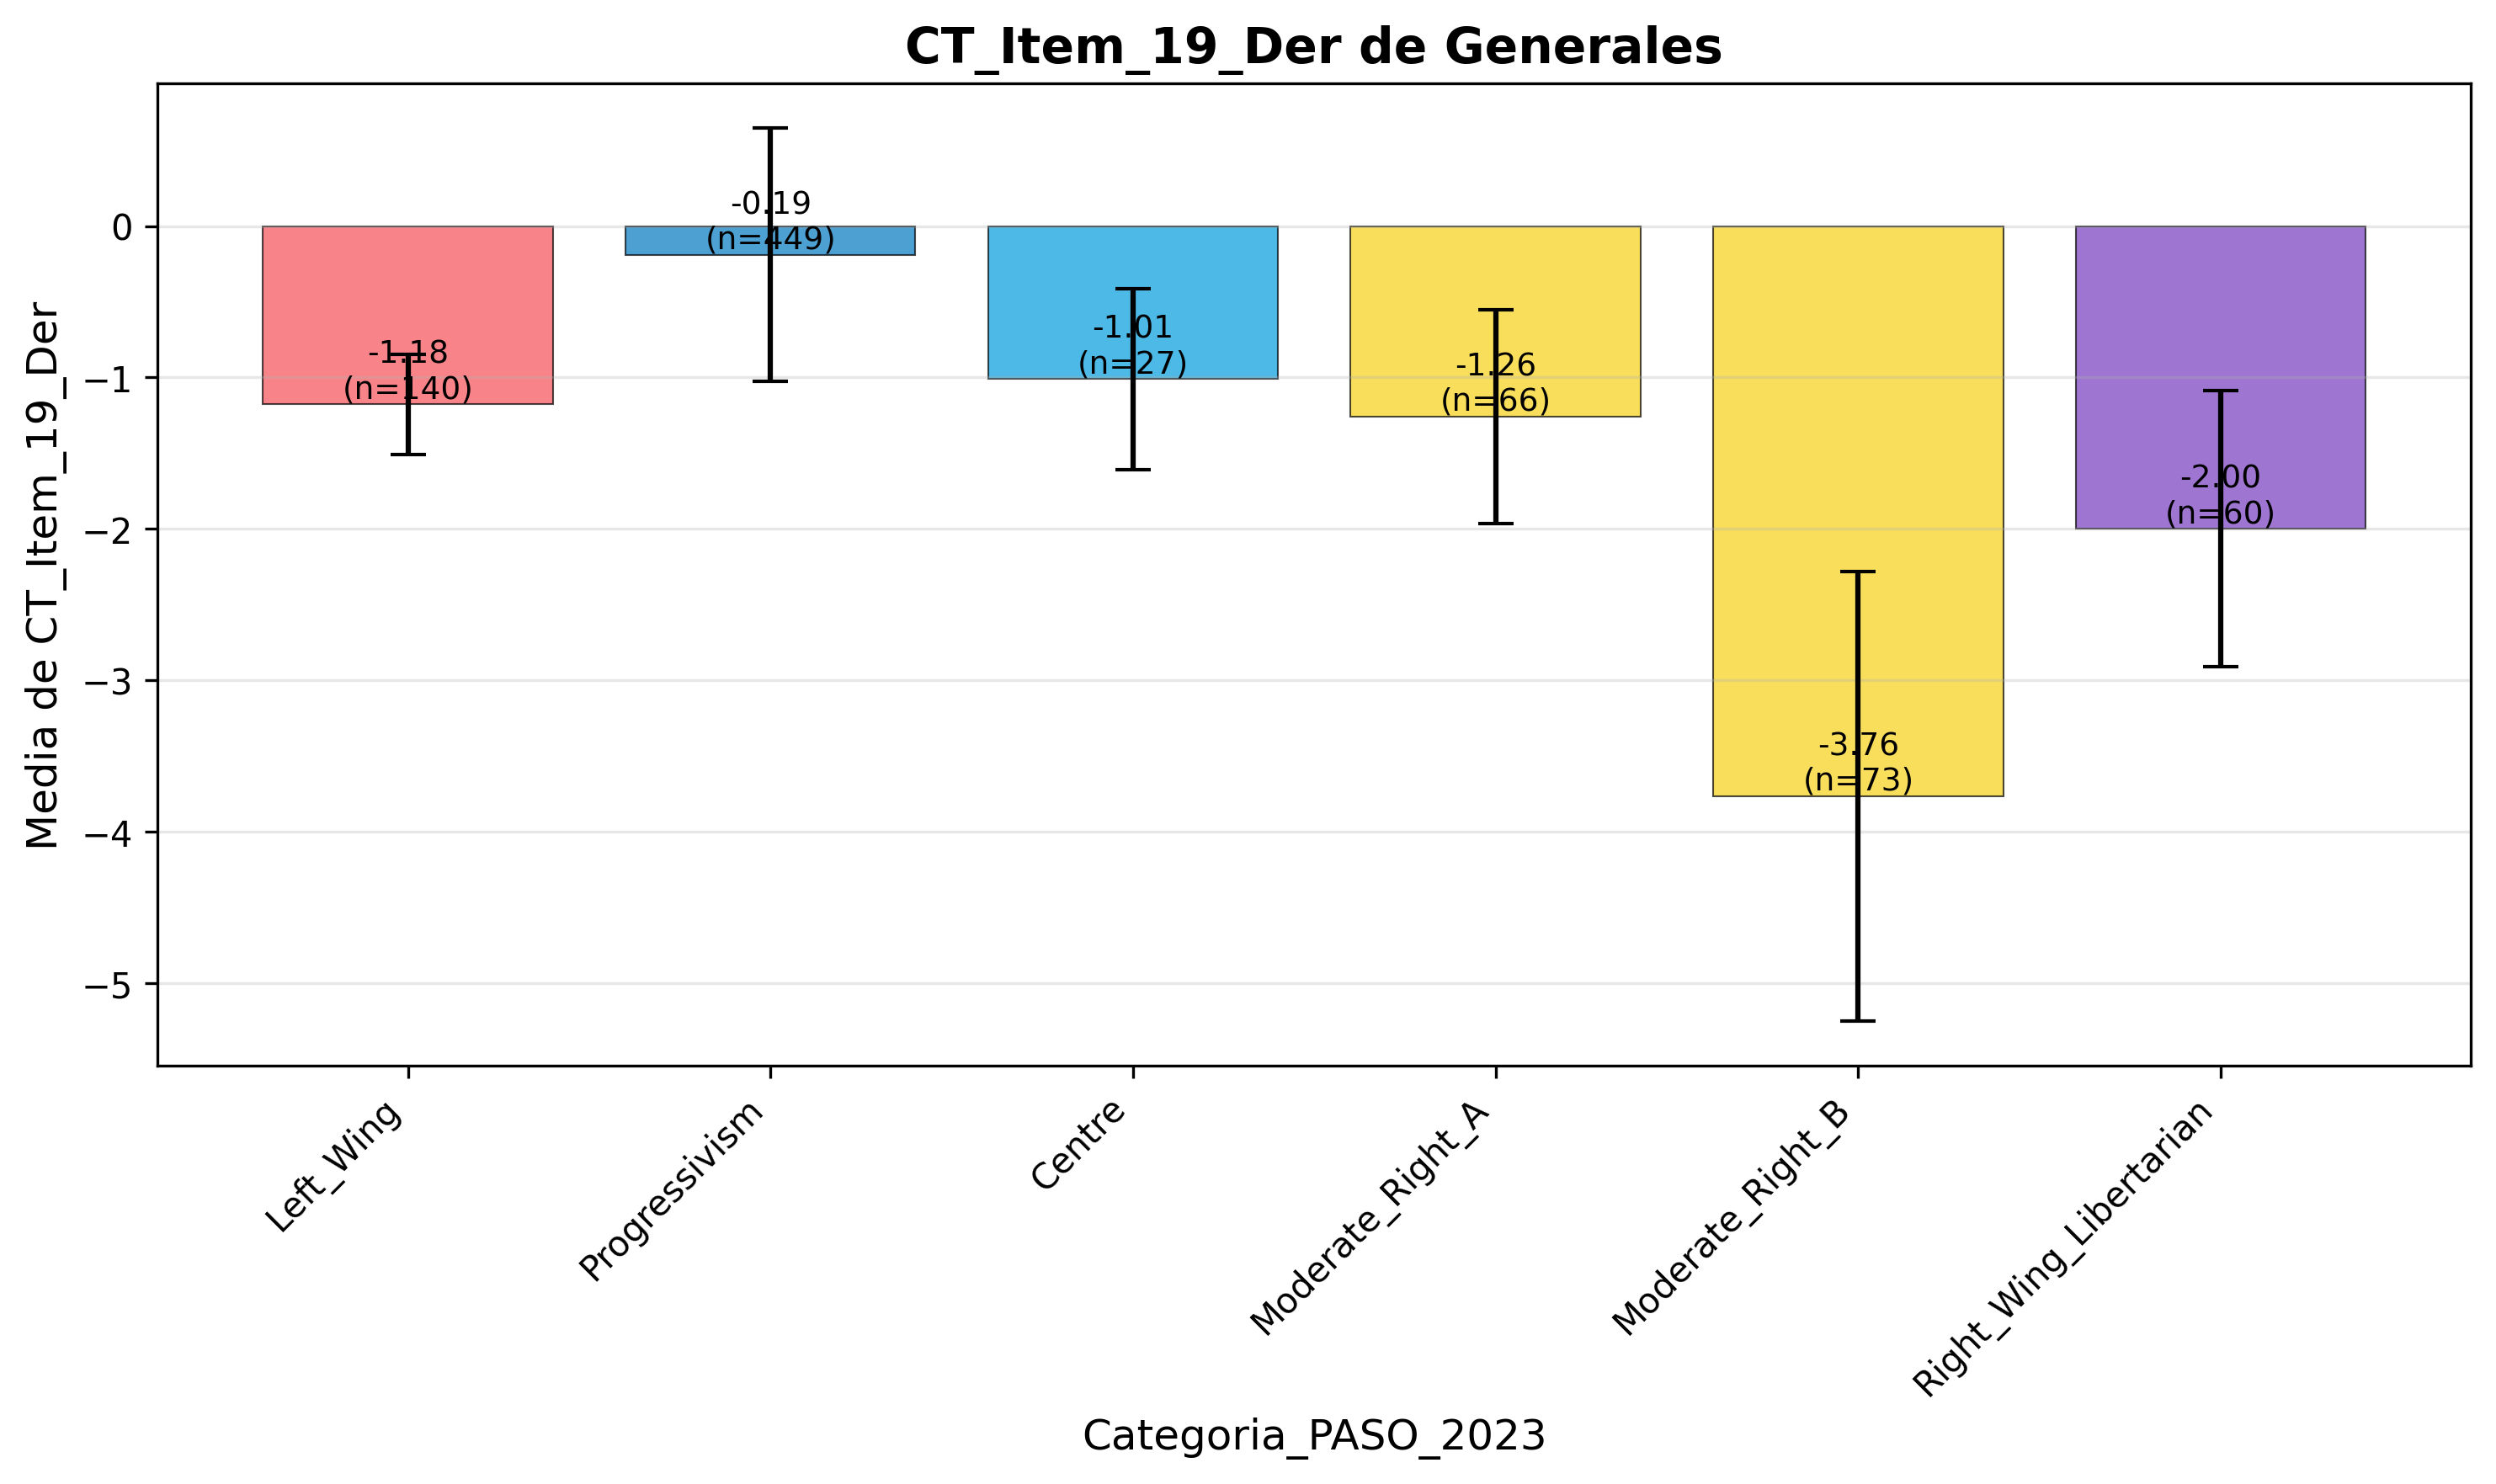 CT_Item_19_Der de Generales
Media de CT_Item_19_Der
0
−1
−2
−3
−4
−5
-1.18
(n=140)
-0.19
(n=449)
-1.01
(n=27)
-1.26
(n=66)
-3.76
(n=73)
-2.00
(n=60)
Left_Wing
Progressivism
Centre
Moderate_Right_A
Moderate_Right_B
Right_Wing_Libertarian
Categoria_PASO_2023